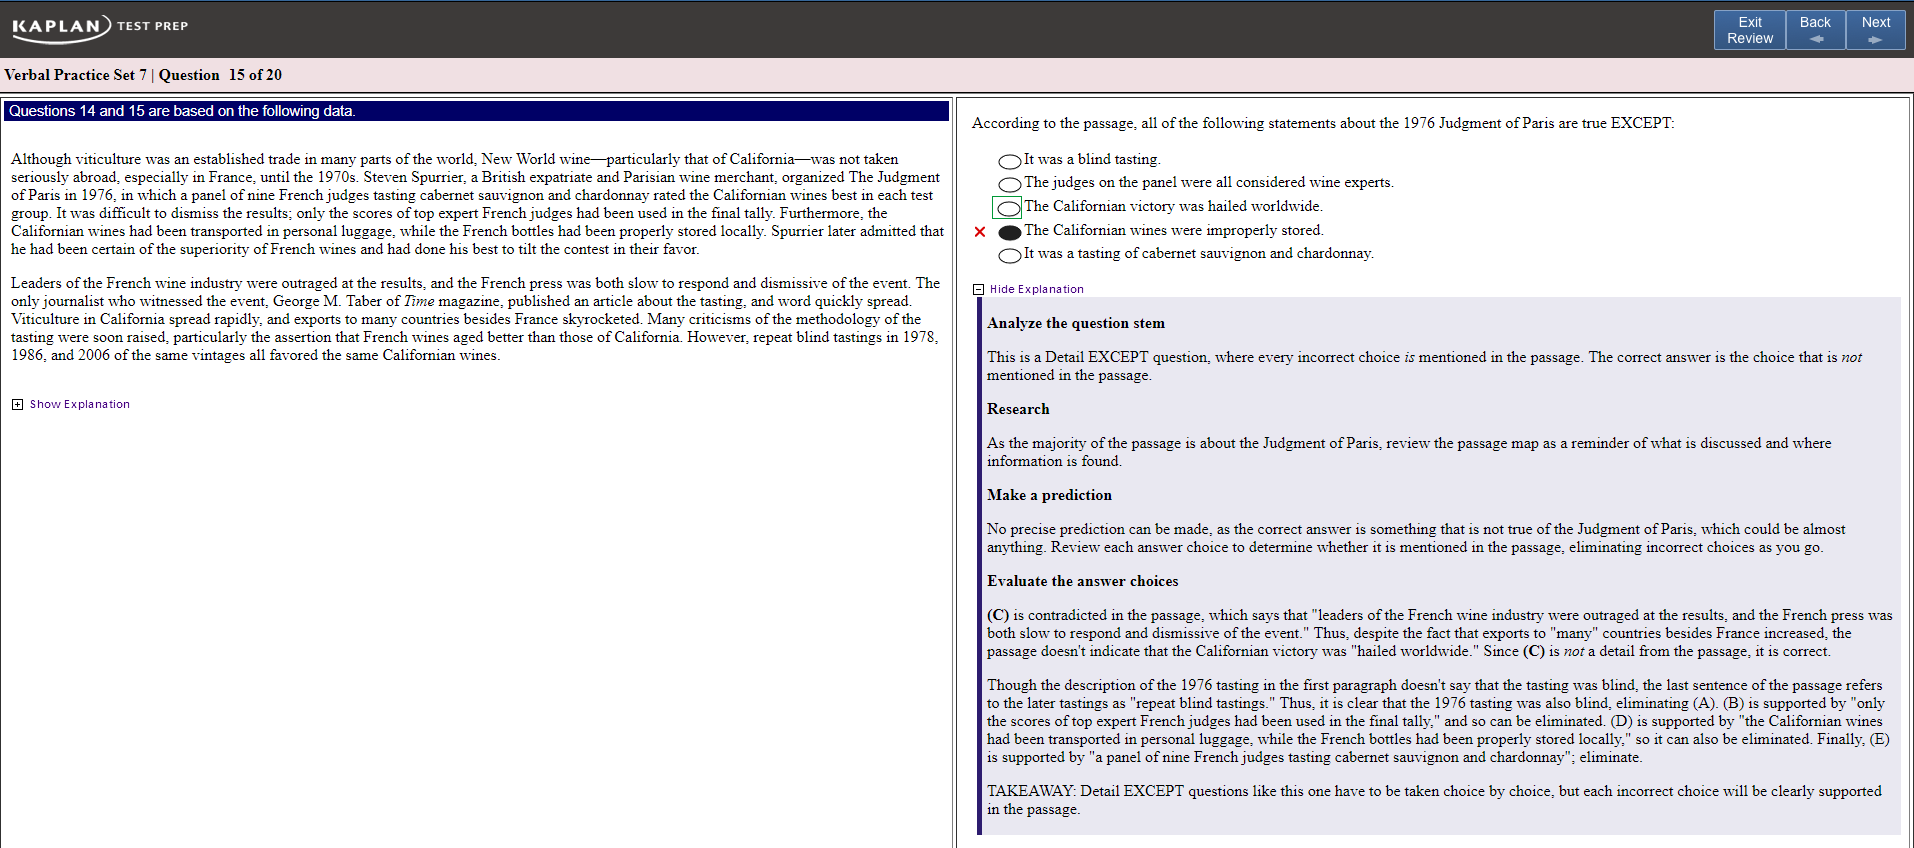 KAPLAN TEST PREP
Exit Review
Back
Next
Verbal Practice Set 7 | Question 15 of 20
Questions 14 and 15 are based on the following data.
Although viticulture was an established trade in many parts of the world, New World wine—particularly that of California—was not taken
seriously abroad, especially in France, until the 1970s. Steven Spurrier, a British expatriate and Parisian wine merchant, organized The Judgment
of Paris in 1976, in which a panel of nine French judges tasting cabernet sauvignon and chardonnay rated the Californian wines best in each test
group. It was difficult to dismiss the results; only the scores of top expert French judges had been used in the final tally. Furthermore, the
Californian wines had been transported in personal luggage, while the French bottles had been properly stored locally. Spurrier later admitted that
he had been certain of the superiority of French wines and had done his best to tilt the contest in their favor.
Leaders of the French wine industry were outraged at the results, and the French press was both slow to respond and dismissive of the event. The
only journalist who witnessed the event, George M. Taber of Time magazine, published an article about the tasting, and word quickly spread.
Viticulture in California spread rapidly, and exports to many countries besides France skyrocketed. Many criticisms of the methodology of the
tasting were soon raised, particularly the assertion that French wines aged better than those of California. However, repeat blind tastings in 1978,
1986, and 2006 of the same vintages all favored the same Californian wines.
Show Explanation
According to the passage, all of the following statements about the 1976 Judgment of Paris are true EXCEPT:
It was a blind tasting.
The judges on the panel were all considered wine experts.
The Californian victory was hailed worldwide.
The Californian wines were improperly stored.
It was a tasting of cabernet sauvignon and chardonnay.
Hide Explanation
Analyze the question stem
This is a Detail EXCEPT question, where every incorrect choice is mentioned in the passage. The correct answer is the choice that is not
mentioned in the passage.
Research
As the majority of the passage is about the Judgment of Paris, review the passage map as a reminder of what is discussed and where
information is found.
Make a prediction
No precise prediction can be made, as the correct answer is something that is not true of the Judgment of Paris, which could be almost
anything. Review each answer choice to determine whether it is mentioned in the passage, eliminating incorrect choices as you go.
Evaluate the answer choices
(C) is contradicted in the passage, which says that "leaders of the French wine industry were outraged at the results, and the French press was
both slow to respond and dismissive of the event." Thus, despite the fact that exports to "many" countries besides France increased, the
passage doesn't indicate that the Californian victory was "hailed worldwide." Since (C) is not a detail from the passage, it is correct.
Though the description of the 1976 tasting in the first paragraph doesn't say that the tasting was blind, the last sentence of the passage refers
to the later tastings as "repeat blind tastings." Thus, it is clear that the 1976 tasting was also blind, eliminating (A). (B) is supported by "only
the scores of top expert French judges had been used in the final tally," and so can be eliminated. (D) is supported by "the Californian wines
had been transported in personal luggage, while the French bottles had been properly stored locally," so it can also be eliminated. Finally, (E)
is supported by "a panel of nine French judges tasting cabernet sauvignon and chardonnay"; eliminate.
TAKEAWAY: Detail EXCEPT questions like this one have to be taken choice by choice, but each incorrect choice will be clearly supported
in the passage.